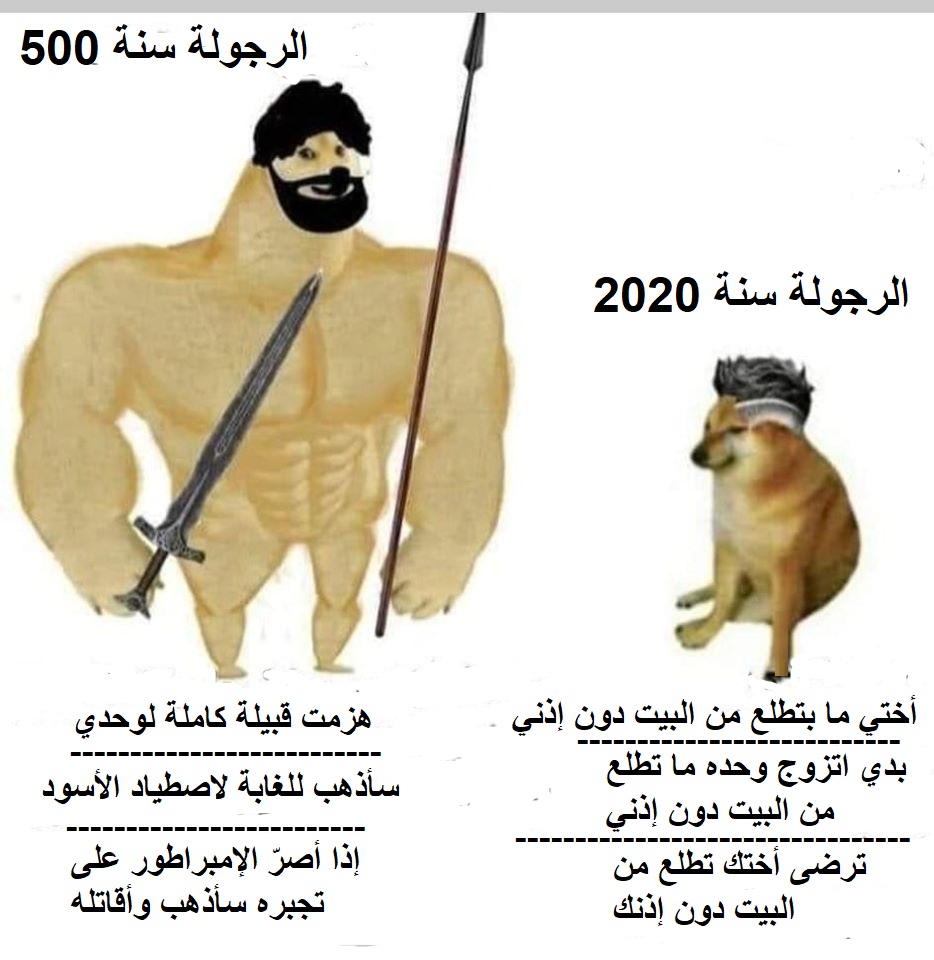 الرجولة سنة 500
الرجولة سنة 2020
هزمت قبيلة كاملة لوحدي
---------------------------
سأذهب للغابة لاصطياد الأسود
-------------------------
إذا أصرّ الإمبراطور على
تجبره سأذهب وأقاتله
أختي ما بتطلع من البيت دون إذني
---------------------------
بدي اتزوج وحده ما تطلع
من البيت دون إذني
---------------------------------
ترضى أختك تطلع من
البيت دون إذنك